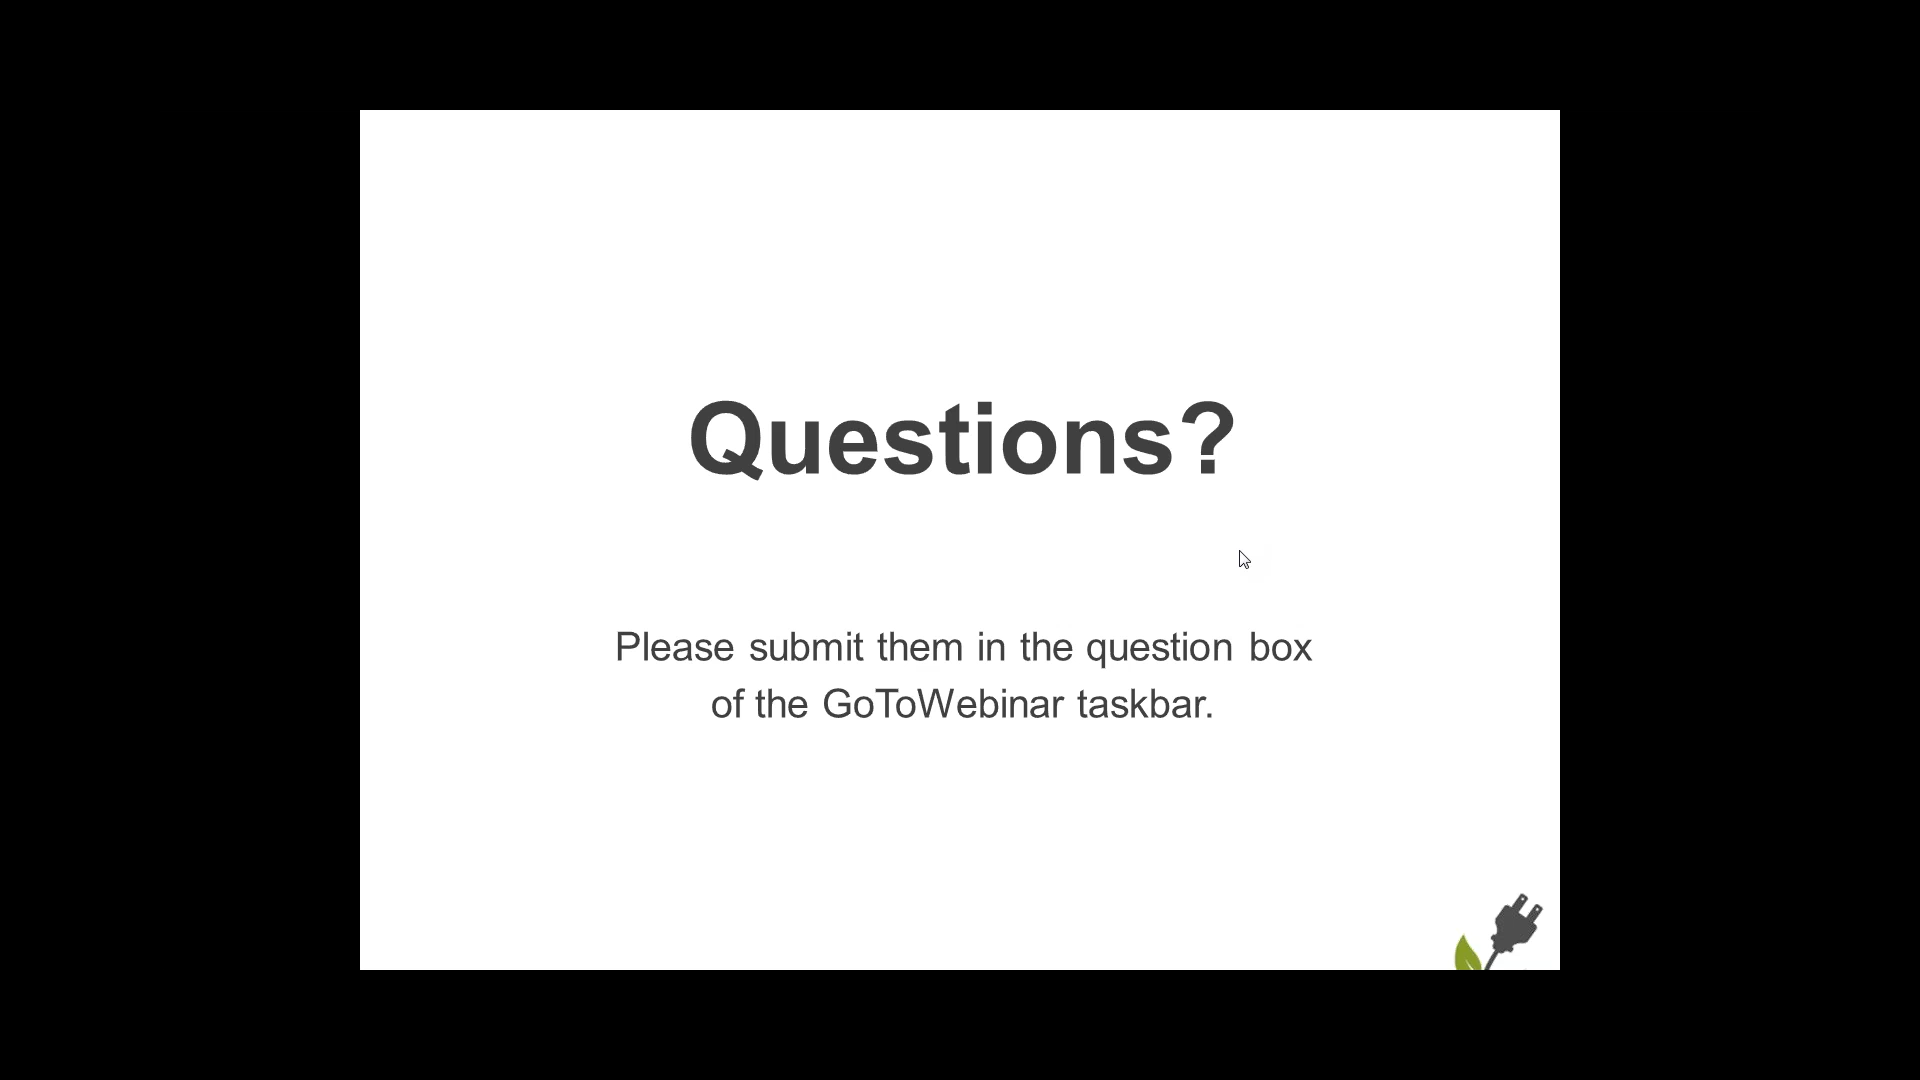 Questions?
Please submit them in the question box
of the GoToWebinar taskbar.